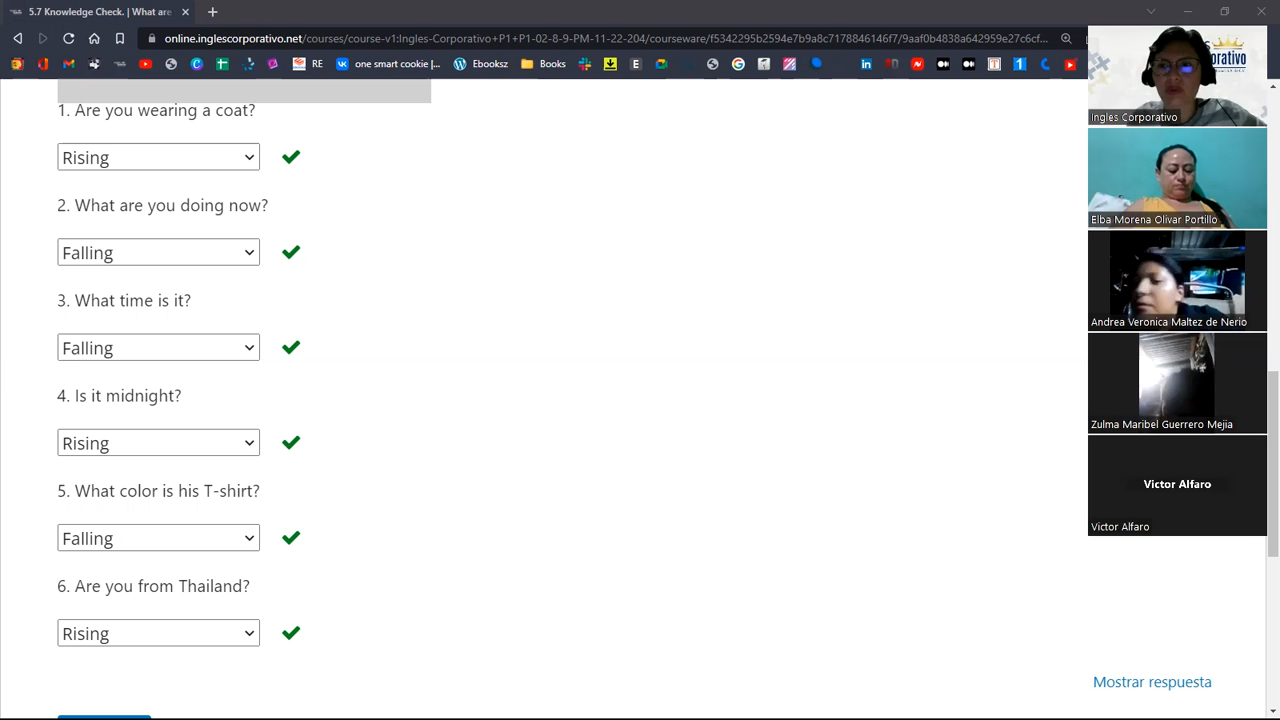 5.7 Knowledge Check. | What are
online.inglescorporativo.net/courses/course-v1:Ingles-Corporativo+P1+P1-02-8-9-PM-11-22-204/courseware/f5342295b2594e7b9a8c7178846146f7/9aaf0b4838a642959e27c6cf...
RE
one smart cookie |...
Ebookss
Books
1. Are you wearing a coat?
Rising
2. What are you doing now?
Falling
3. What time is it?
Falling
4. Is it midnight?
Rising
5. What color is his T-shirt?
Falling
6. Are you from Thailand?
Rising
Mostrar respuesta
Ingles Corporativo
Elba Morena Olivar Portillo
Andrea Veronica Maltez de Nerio
Zulma Maribel Guerrero Mejia
Victor Alfaro
Victor Alfaro